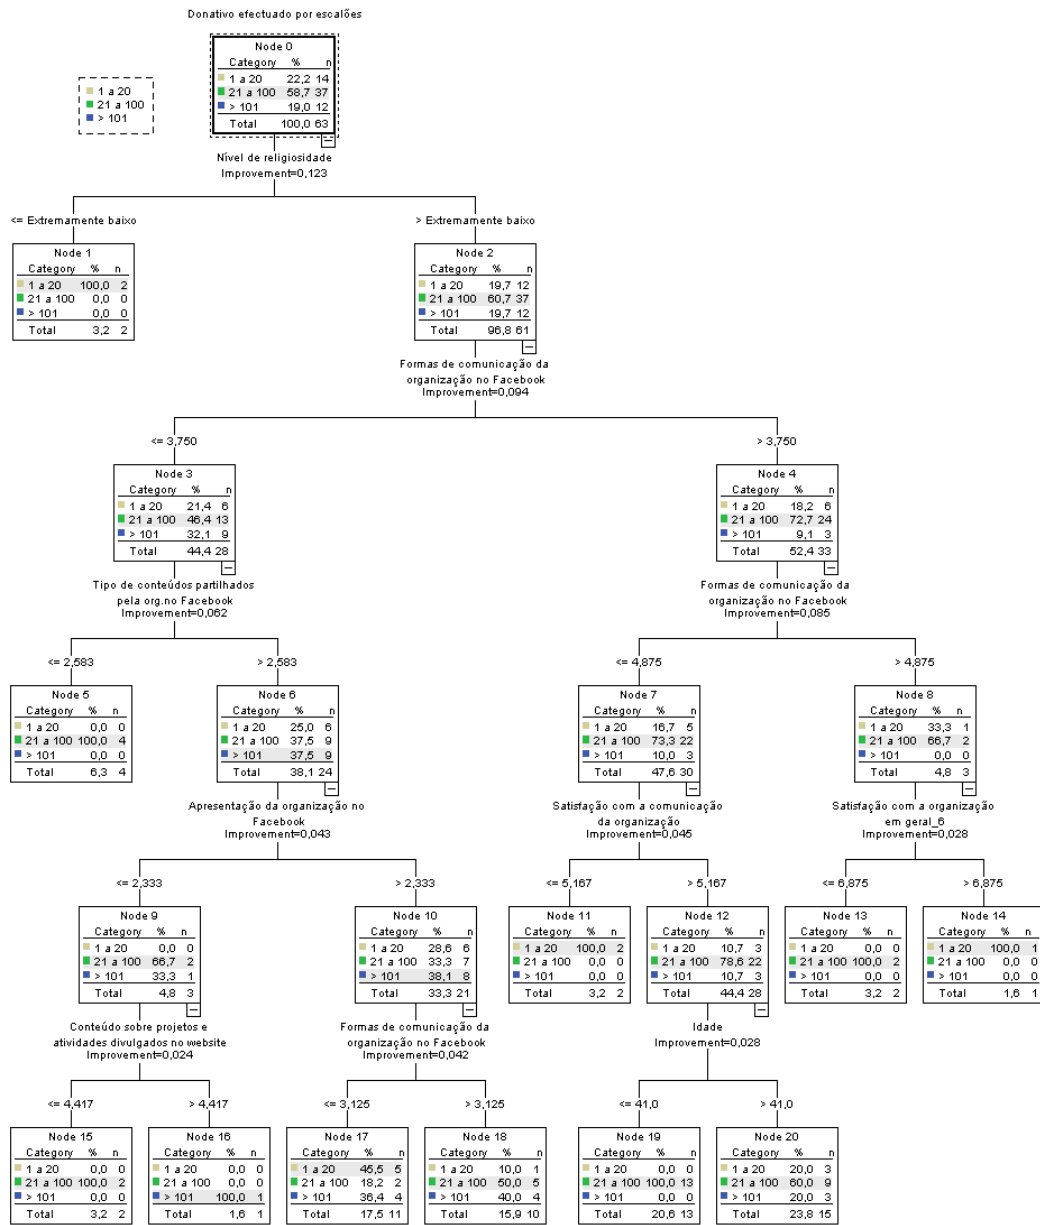 Donativo efectuado por escalões
1 a 20
21 a 100
> 101
Node 0
Category % n
1 a 20 22,2 14
21 a 100 58,7 37
> 101 19,0 12
Total 100,0 63
Nível de religiosidade
Improvement=0,123
<= Extremamente baixo
> Extremamente baixo
Node 1
Category % n
1 a 20 100,0 2
21 a 100 0,0 0
> 101 0,0 0
Total 3,2 2
Node 2
Category % n
1 a 20 19,7 12
21 a 100 60,7 37
> 101 19,7 12
Total 96,8 61
Formas de comunicação da
organização no Facebook
Improvement=0,094
<= 3,750
> 3,750
Node 3
Category % n
1 a 20 21,4 6
21 a 100 46,4 13
> 101 32,1 9
Total 44,4 28
Node 4
Category % n
1 a 20 18,2 6
21 a 100 72,7 24
> 101 9,1 3
Total 52,4 33
Tipo de conteúdos partilhados
pela org.no Facebook
Improvement=0,062
Formas de comunicação da
organização no Facebook
Improvement=0,085
<= 2,583
> 2,583
<= 4,875
> 4,875
Node 5
Category % n
1 a 20 0,0 0
21 a 100 100,0 4
> 101 0,0 0
Total 6,3 4
Node 6
Category % n
1 a 20 25,0 6
21 a 100 37,5 9
> 101 37,5 9
Total 38,1 24
Node 7
Category % n
1 a 20 16,7 5
21 a 100 73,3 22
> 101 10,0 3
Total 47,6 30
Node 8
Category % n
1 a 20 33,3 1
21 a 100 66,7 2
> 101 0,0 0
Total 4,8 3
Apresentação da organização no
Facebook
Improvement=0,043
Satisfação com a comunicação
da organização
Improvement=0,045
Satisfação com a organização
em geral_6
Improvement=0,028
<= 2,333
> 2,333
<= 5,167
> 5,167
<= 6,875
> 6,875
Node 9
Category % n
1 a 20 0,0 0
21 a 100 66,7 2
> 101 33,3 1
Total 4,8 3
Node 10
Category % n
1 a 20 28,6 6
21 a 100 33,3 7
> 101 38,1 8
Total 33,3 21
Node 11
Category % n
1 a 20 100,0 2
21 a 100 0,0 0
> 101 0,0 0
Total 3,2 2
Node 12
Category % n
1 a 20 10,7 3
21 a 100 78,6 22
> 101 10,7 3
Total 44,4 28
Node 13
Category % n
1 a 20 0,0 0
21 a 100 100,0 2
> 101 0,0 0
Total 3,2 2
Node 14
Category % n
1 a 20 100,0 1
21 a 100 0,0 0
> 101 0,0 0
Total 1,6 1
Conteúdo sobre projetos e
atividades divulgados no website
Improvement=0,024
Formas de comunicação da
organização no Facebook
Improvement=0,042
Idade
Improvement=0,028
<= 4,417
> 4,417
<= 3,125
> 3,125
<= 41,0
> 41,0
Node 15
Category % n
1 a 20 0,0 0
21 a 100 100,0 2
> 101 0,0 0
Total 3,2 2
Node 16
Category % n
1 a 20 0,0 0
21 a 100 0,0 0
> 101 100,0 1
Total 1,6 1
Node 17
Category % n
1 a 20 45,5 5
21 a 100 18,2 2
> 101 36,4 4
Total 17,5 11
Node 18
Category % n
1 a 20 10,0 1
21 a 100 50,0 5
> 101 40,0 4
Total 15,9 10
Node 19
Category % n
1 a 20 0,0 0
21 a 100 100,0 13
> 101 0,0 0
Total 20,6 13
Node 20
Category % n
1 a 20 20,0 3
21 a 100 60,0 9
> 101 20,0 3
Total 23,8 15